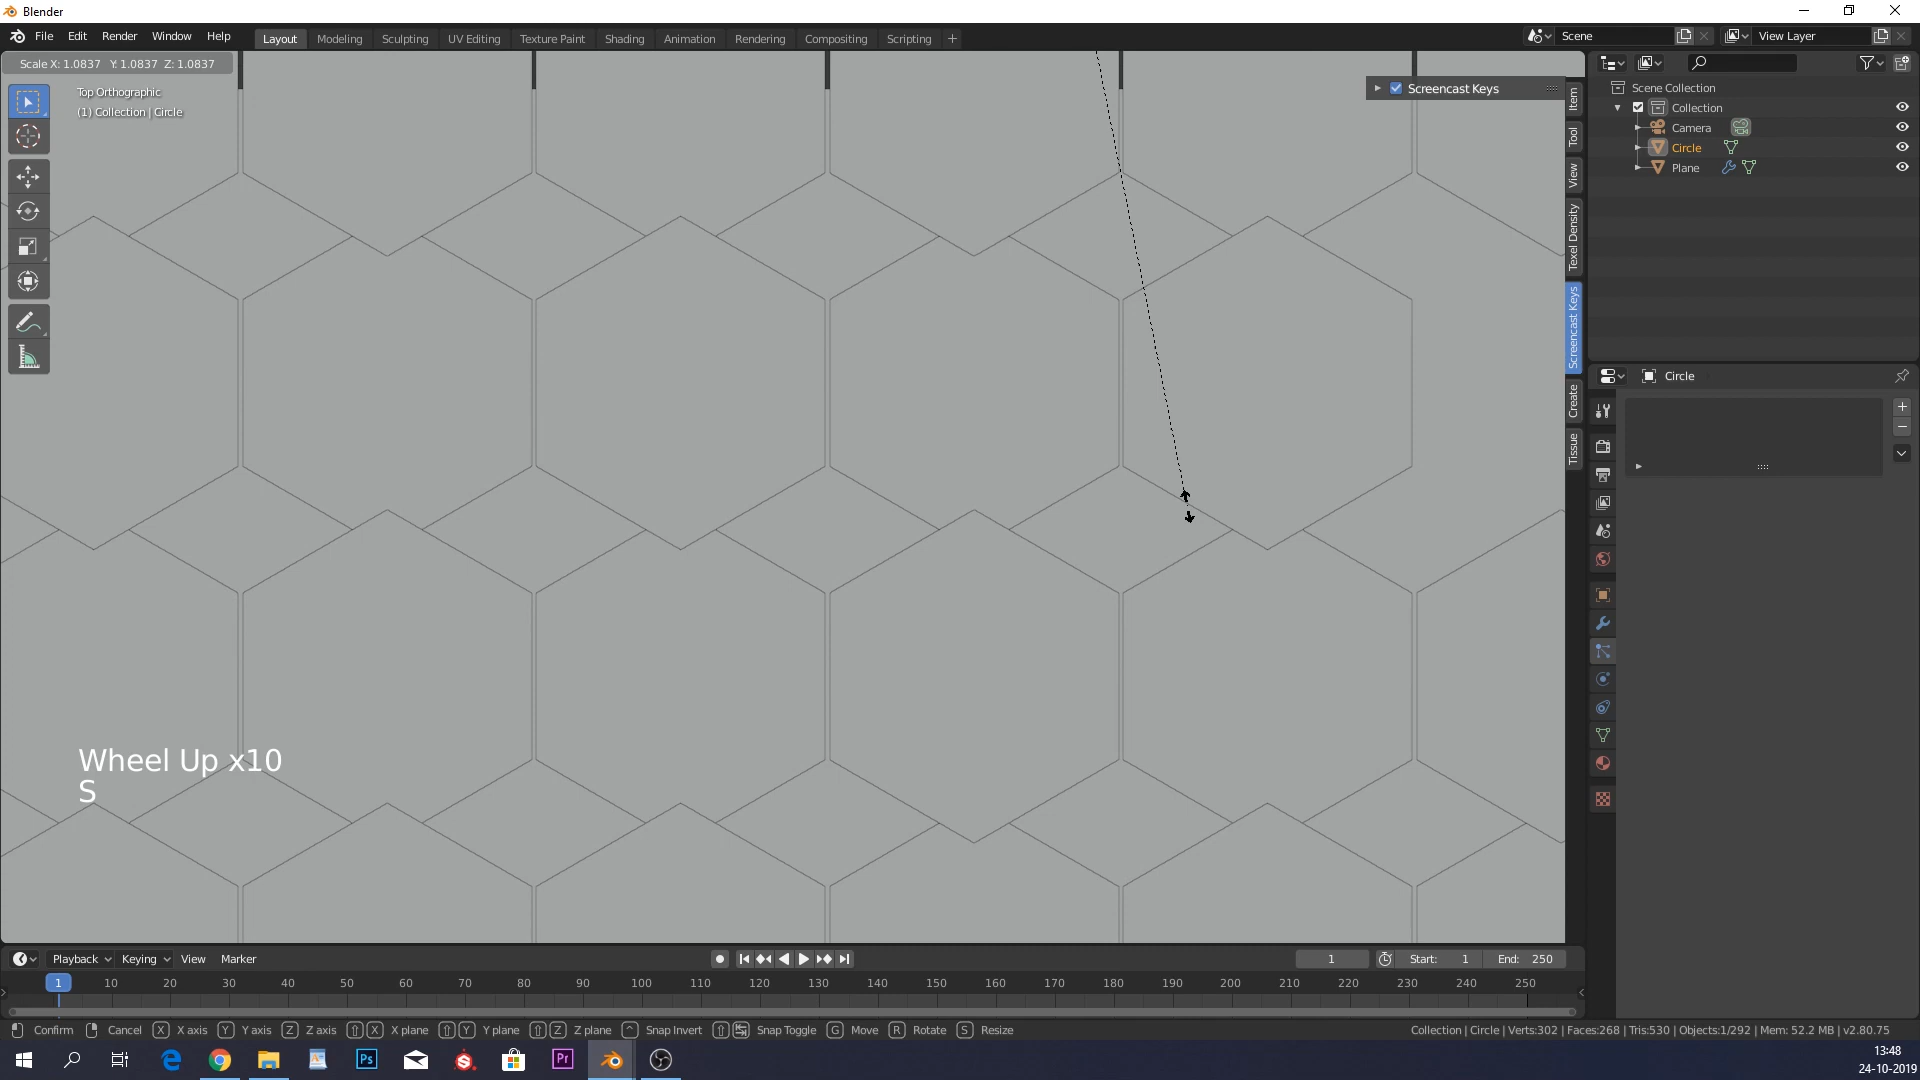 Blender
File Edit Render Window Help
Layout Modeling Sculpting UV Editing Texture Paint Shading Animation Rendering Compositing Scripting +
Scene
View Layer
Scale X: 1.0837 Y: 1.0837 Z: 1.0837
Top Orthographic
(1) Collection | Circle
Screencast Keys
Item
Tool
View
Texel Density
Screencast Keys
Create
Tissue
Scene Collection
Collection
Camera
Circle
Plane
Circle
Wheel Up x10
S
Playback Keying View Marker
1
Start: 1
End: 250
1 10 20 30 40 50 60 70 80 90 100 110 120 130 140 150 160 170 180 190 200 210 220 230 240 250
Confirm Cancel X X axis Y Y axis Z Z axis X X plane Y Y plane Z Z plane ^ Snap Invert Snap Toggle G Move R Rotate S Resize
Collection | Circle | Verts:302 | Faces:268 | Tris:530 | Objects:1/292 | Mem: 52.2 MB | v2.80.75
Ps
Pr
13:48
24-10-2019